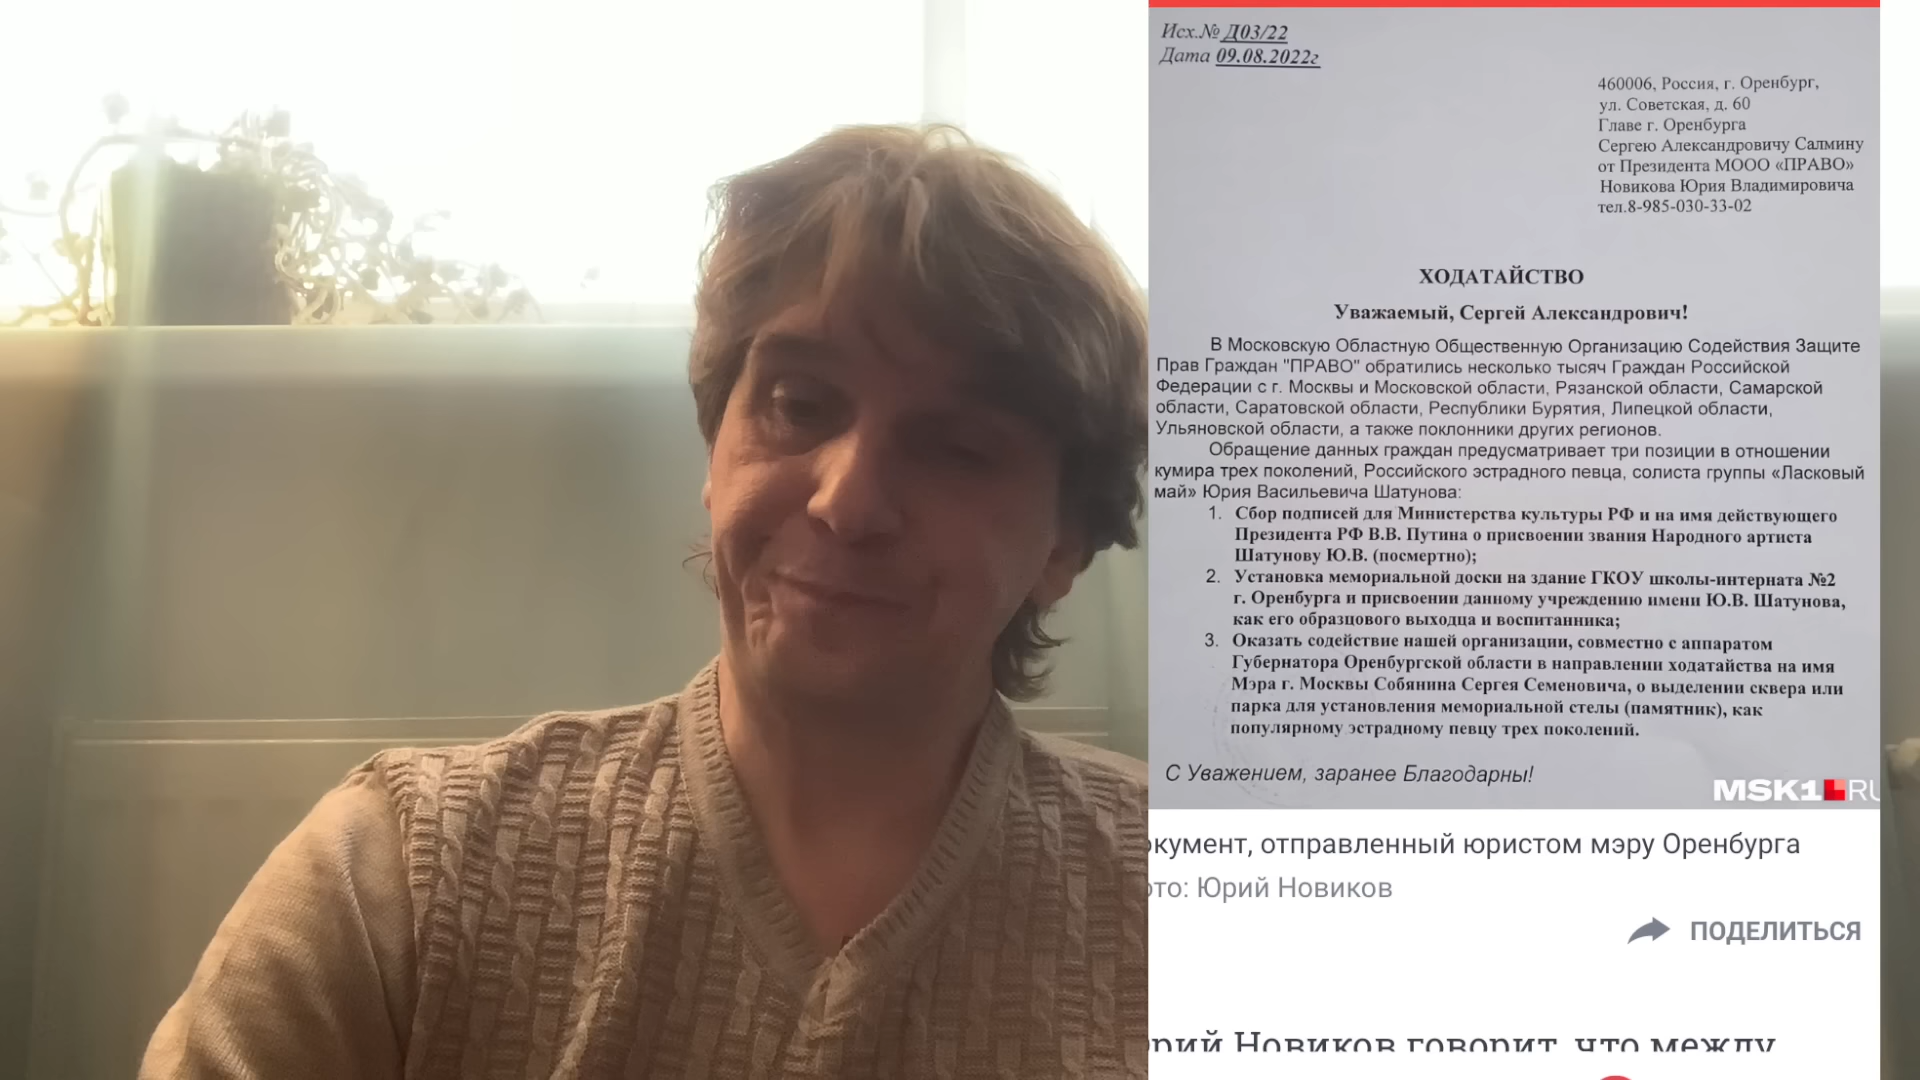 Исх.№ Д03/22
Дата 09.08.2022г
460006, Россия, г. Оренбург,
ул. Советская, д. 60
Главе г. Оренбурга
Сергею Александровичу Салмину
от Президента МООО «ПРАВО»
Новикова Юрия Владимировича
тел.8-985-030-33-02
ХОДАТАЙСТВО
Уважаемый, Сергей Александрович!
В Московскую Областную Общественную Организацию Содействия Защите
Прав Граждан "ПРАВО" обратились несколько тысяч Граждан Российской
Федерации с г. Москвы и Московской области, Рязанской области, Самарской
области, Саратовской области, Республики Бурятия, Липецкой области,
Ульяновской области, а также поклонники других регионов.
Обращение данных граждан предусматривает три позиции в отношении
кумира трех поколений, Российского эстрадного певца, солиста группы «Ласковый
май» Юрия Васильевича Шатунова:
1. Сбор подписей для Министерства культуры РФ и на имя действующего
Президента РФ В.В. Путина о присвоении звания Народного артиста
Шатунову Ю.В. (посмертно);
2. Установка мемориальной доски на здание ГКОУ школы-интерната №2
г. Оренбурга и присвоении данному учреждению имени Ю.В. Шатунова,
как его образцового выходца и воспитанника;
3. Оказать содействие нашей организации, совместно с аппаратом
Губернатора Оренбургской области в направлении ходатайства на имя
Мэра г. Москвы Собянина Сергея Семеновича, о выделении сквера или
парка для установления мемориальной стелы (памятник), как
популярному эстрадному певцу трех поколений.
С Уважением, заранее Благодарны!
MSK1.RU
окумент, отправленный юристом мэру Оренбурга
ото: Юрий Новиков
ПОДЕЛИТЬСЯ
рий Новиков говорит, что между